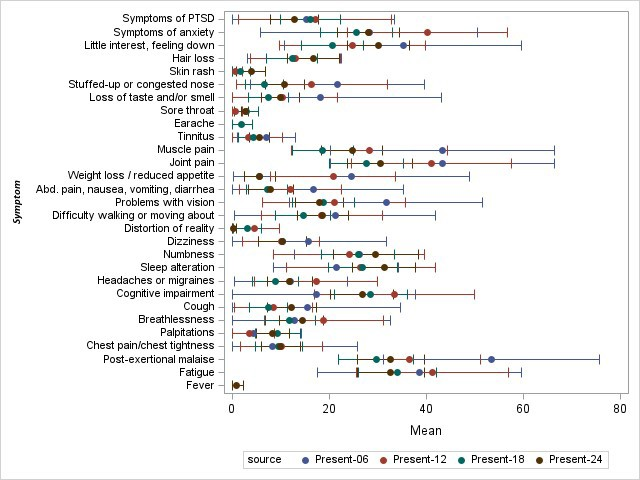 Symptoms of PTSD
Symptoms of anxiety
Little interest, feeling down
Hair loss
Skin rash
Stuffed-up or congested nose
Loss of taste and/or smell
Sore throat
Earache
Tinnitus
Muscle pain
Joint pain
Weight loss / reduced appetite
Abd. pain, nausea, vomiting, diarrhea
Problems with vision
Difficulty walking or moving about
Distortion of reality
Dizziness
Numbness
Sleep alteration
Headaches or migraines
Cognitive impairment
Cough
Breathlessness
Palpitations
Chest pain/chest tightness
Post-exertional malaise
Fatigue
Fever
Symptom
0 20 40 60 80
Mean
source Present-06 Present-12 Present-18 Present-24